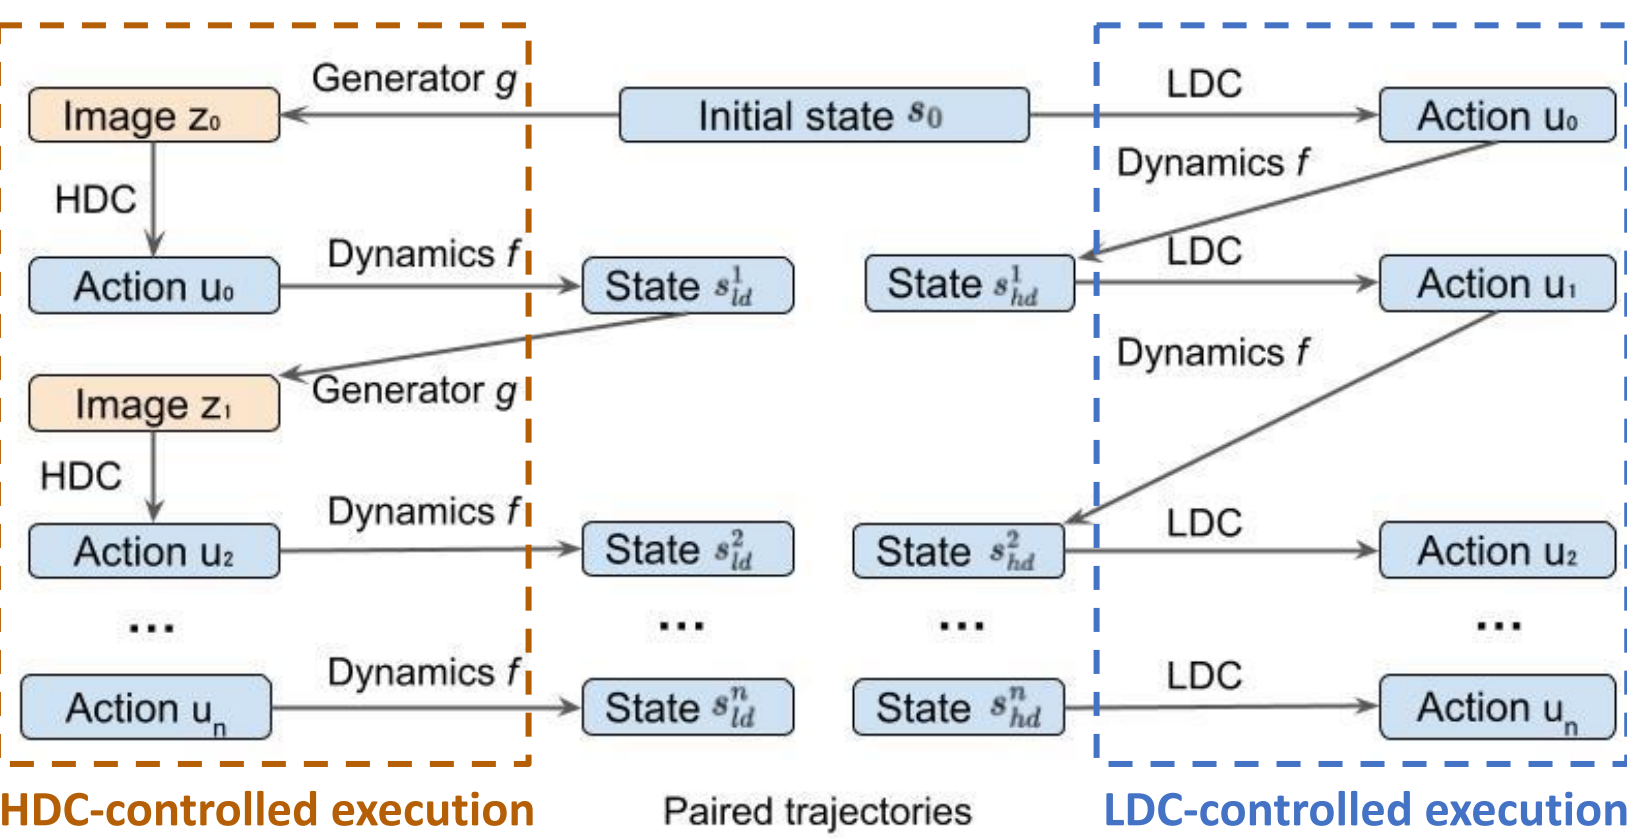 Generator g
LDC
Image z₀
Initial state s₀
Action u₀
Dynamics f
HDC
Dynamics f
LDC
Action u₀
State s¹ₗd
State s¹hd
Action u₁
Dynamics f
Generator g
Image z₁
HDC
Dynamics f
LDC
Action u₂
State s²ld
State s²hd
Action u₂
...
...
...
...
Dynamics f
LDC
Action uₙ
State sⁿld
State sⁿhd
Action uₙ
HDC-controlled execution
Paired trajectories
LDC-controlled execution